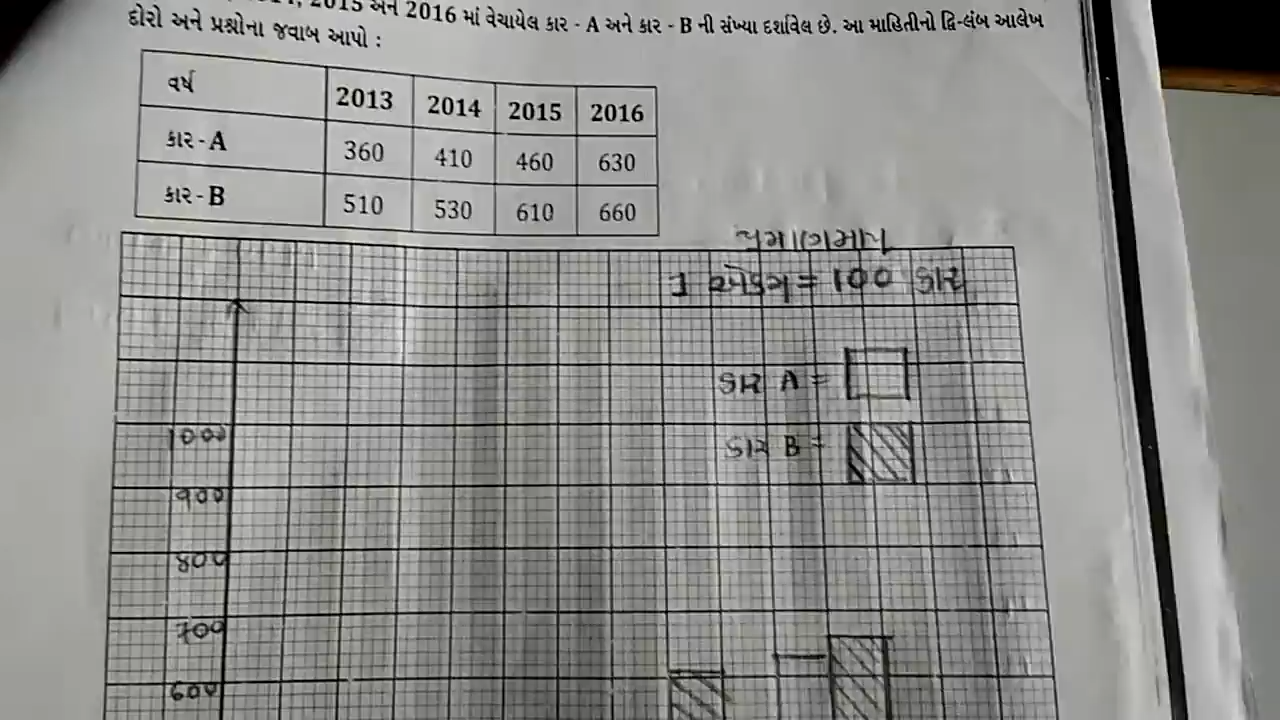 2015 અને 2016 માં વેચાયેલ કાર - A અને કાર - B ની સંખ્યા દર્શાવેલ છે. આ માહિતીનો દ્વિ-લંબ આલેખ
દોરો અને પ્રશ્નોના જવાબ આપો :
વર્ષ 2013 2014 2015 2016
કાર - A 360 410 460 630
કાર - B 510 530 610 660
પ્રમાણમાપ
1 એકમ = 100 કાર
કાર A =
કાર B =
1000
900
800
700
600